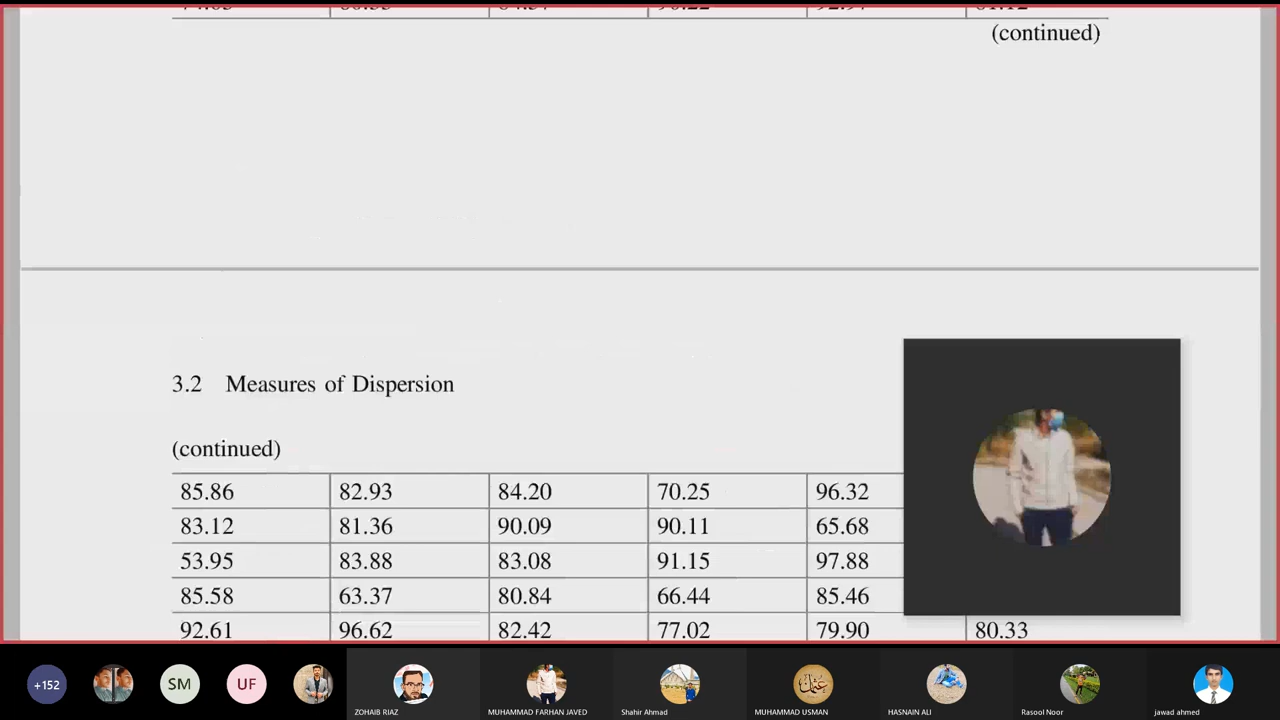 (continued)
3.2 Measures of Dispersion
(continued)
85.86 82.93 84.20 70.25 96.32
83.12 81.36 90.09 90.11 65.68
53.95 83.88 83.08 91.15 97.88
85.58 63.37 80.84 66.44 85.46
92.61 96.62 82.42 77.02 79.90 80.33
+152 SM UF
ZOHAIB RIAZ MUHAMMAD FARHAN JAVED Shahir Ahmad MUHAMMAD USMAN HASNAIN ALI Rasool Noor jawad ahmed